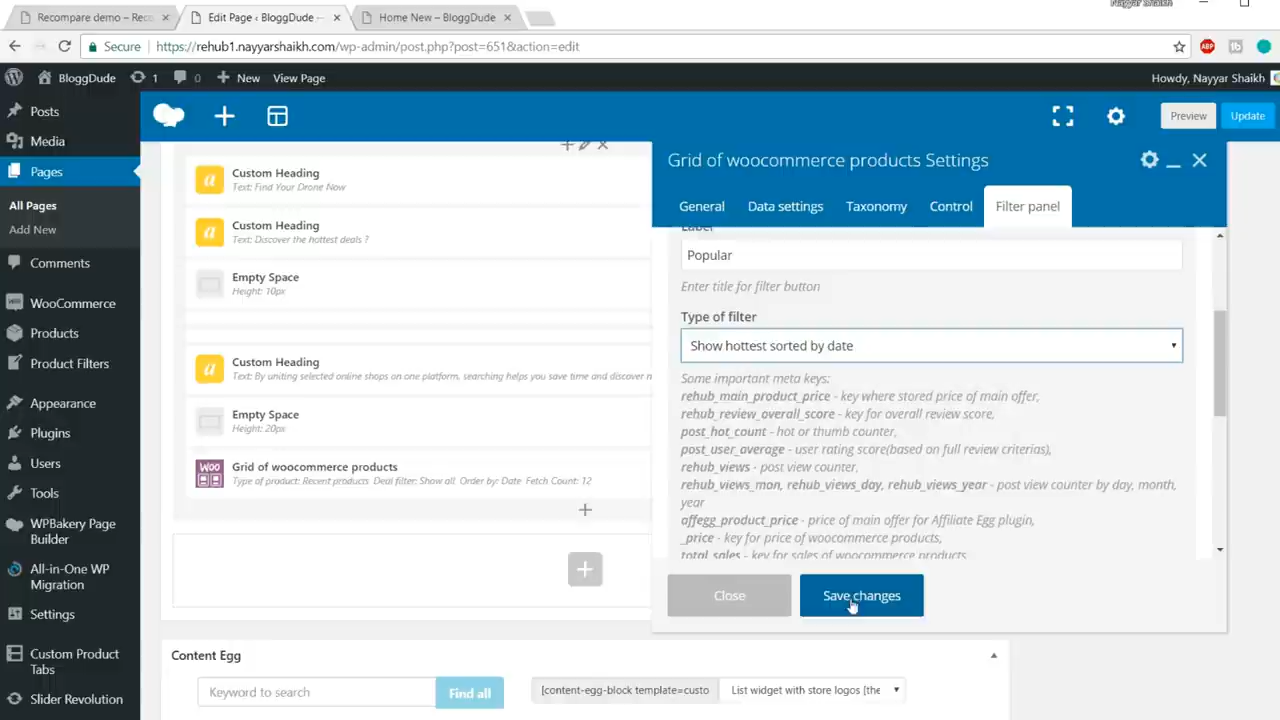 Nayyar Shaikh
Recompare demo – Reco
Edit Page ‹ BloggDude —
Home New – BloggDude
Secure
https://rehub1.nayyarshaikh.com/wp-admin/post.php?post=651&action=edit
ABP
BloggDude
1
0
New
View Page
Howdy, Nayyar Shaikh
Posts
Media
Pages
All Pages
Add New
Comments
WooCommerce
Products
Product Filters
Appearance
Plugins
Users
Tools
WPBakery Page
Builder
All-in-One WP
Migration
Settings
Custom Product
Tabs
Slider Revolution
Preview
Update
Custom Heading
Text: Find Your Drone Now
Custom Heading
Text: Discover the hottest deals ?
Empty Space
Height: 10px
Custom Heading
Text: By uniting selected online shops on one platform, searching helps you save time and discover n
Empty Space
Height: 20px
WOO
Grid of woocommerce products
Type of product: Recent products Deal filter: Show all Order by: Date Fetch Count: 12
Grid of woocommerce products Settings
General
Data settings
Taxonomy
Control
Filter panel
Label
Popular
Enter title for filter button
Type of filter
Show hottest sorted by date
Some important meta keys:
rehub_main_product_price - key where stored price of main offer,
rehub_review_overall_score - key for overall review score,
post_hot_count - hot or thumb counter,
post_user_average - user rating score(based on full review criterias),
rehub_views - post view counter,
rehub_views_mon, rehub_views_day, rehub_views_year - post view counter by day, month,
year
affegg_product_price - price of main offer for Affiliate Egg plugin,
_price - key for price of woocommerce products,
total_sales - key for sales of woocommerce products
Close
Save changes
Content Egg
Keyword to search
Find all
[content-egg-block template=custo
List widget with store logos [the